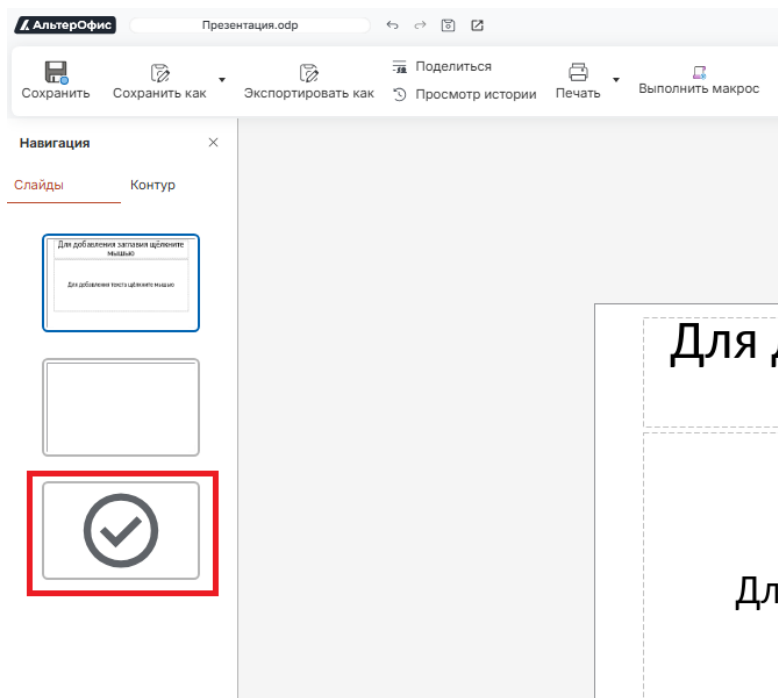 АльтерОфис
Презентация.odp
Сохранить
Сохранить как
Экспортировать как
Поделиться
Просмотр истории
Печать
Выполнить макрос
Навигация
Слайды
Контур
Для добавления заглавия щёлкните
мышью
Для добавления текста щёлкните мышью
Для
Дл